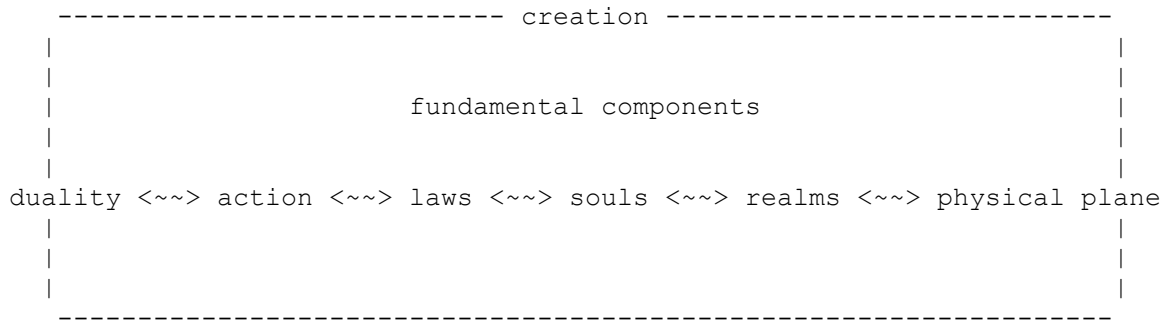 creation
fundamental components
duality <~~> action <~~> laws <~~> souls <~~> realms <~~> physical plane